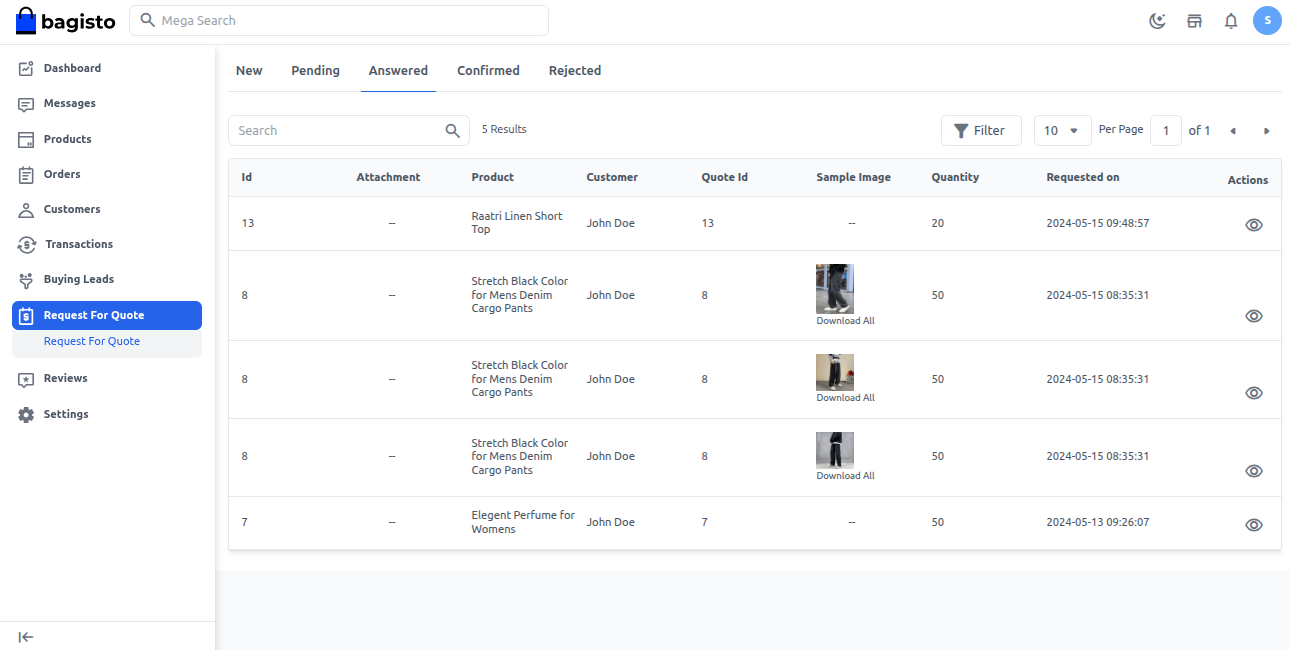 bagisto
Mega Search
S
Dashboard
Messages
Products
Orders
Customers
Transactions
Buying Leads
Request For Quote
Request For Quote
Reviews
Settings
New Pending Answered Confirmed Rejected
Search 5 Results Filter 10 Per Page 1 of 1
Id Attachment Product Customer Quote Id Sample Image Quantity Requested on Actions
13 -- Raatri Linen Short John Doe 13 -- 20 2024-05-15 09:48:57
Top
8 -- Stretch Black Color
for Mens Denim John Doe 8 50 2024-05-15 08:35:31
Cargo Pants
Download All
8 -- Stretch Black Color
for Mens Denim John Doe 8 50 2024-05-15 08:35:31
Cargo Pants
Download All
8 -- Stretch Black Color
for Mens Denim John Doe 8 50 2024-05-15 08:35:31
Cargo Pants
Download All
7 -- Elegent Perfume for John Doe 7 -- 50 2024-05-13 09:26:07
Womens